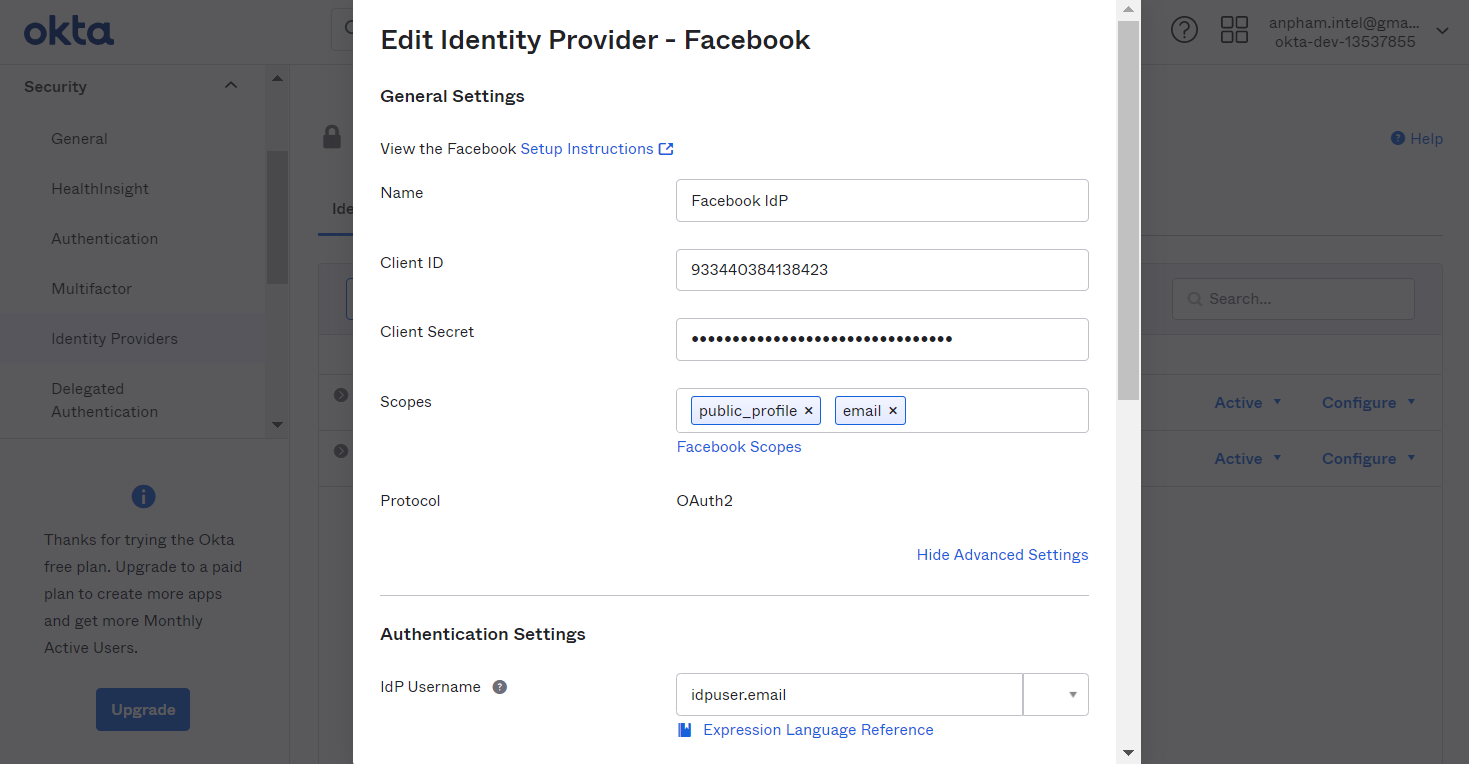 okta
anpham.intel@gma...
okta-dev-13537855
Security
General
HealthInsight
Authentication
Multifactor
Identity Providers
Delegated
Authentication
Thanks for trying the Okta
free plan. Upgrade to a paid
plan to create more apps
and get more Monthly
Active Users.
Upgrade
Ide
Edit Identity Provider - Facebook
General Settings
View the Facebook Setup Instructions
Name
Facebook IdP
Client ID
933440384138423
Client Secret
••••••••••••••••••••••••••••••••
Scopes
public_profile × email ×
Facebook Scopes
Protocol
OAuth2
Hide Advanced Settings
Authentication Settings
IdP Username ?
idpuser.email
Expression Language Reference
? Help
Search...
Active Configure
Active Configure